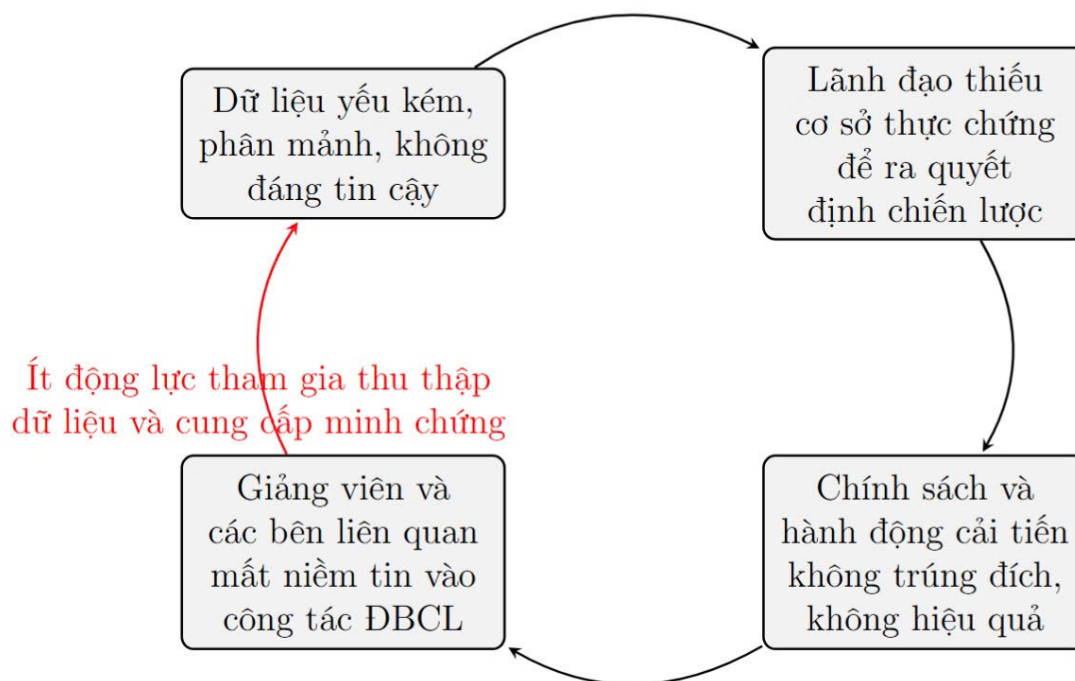 Dữ liệu yếu kém,
phân mảnh, không
đáng tin cậy
Lãnh đạo thiếu
cơ sở thực chứng
để ra quyết
định chiến lược
Ít động lực tham gia thu thập
dữ liệu và cung cấp minh chứng
Giảng viên và
các bên liên quan
mất niềm tin vào
công tác ĐBCL
Chính sách và
hành động cải tiến
không trúng đích,
không hiệu quả